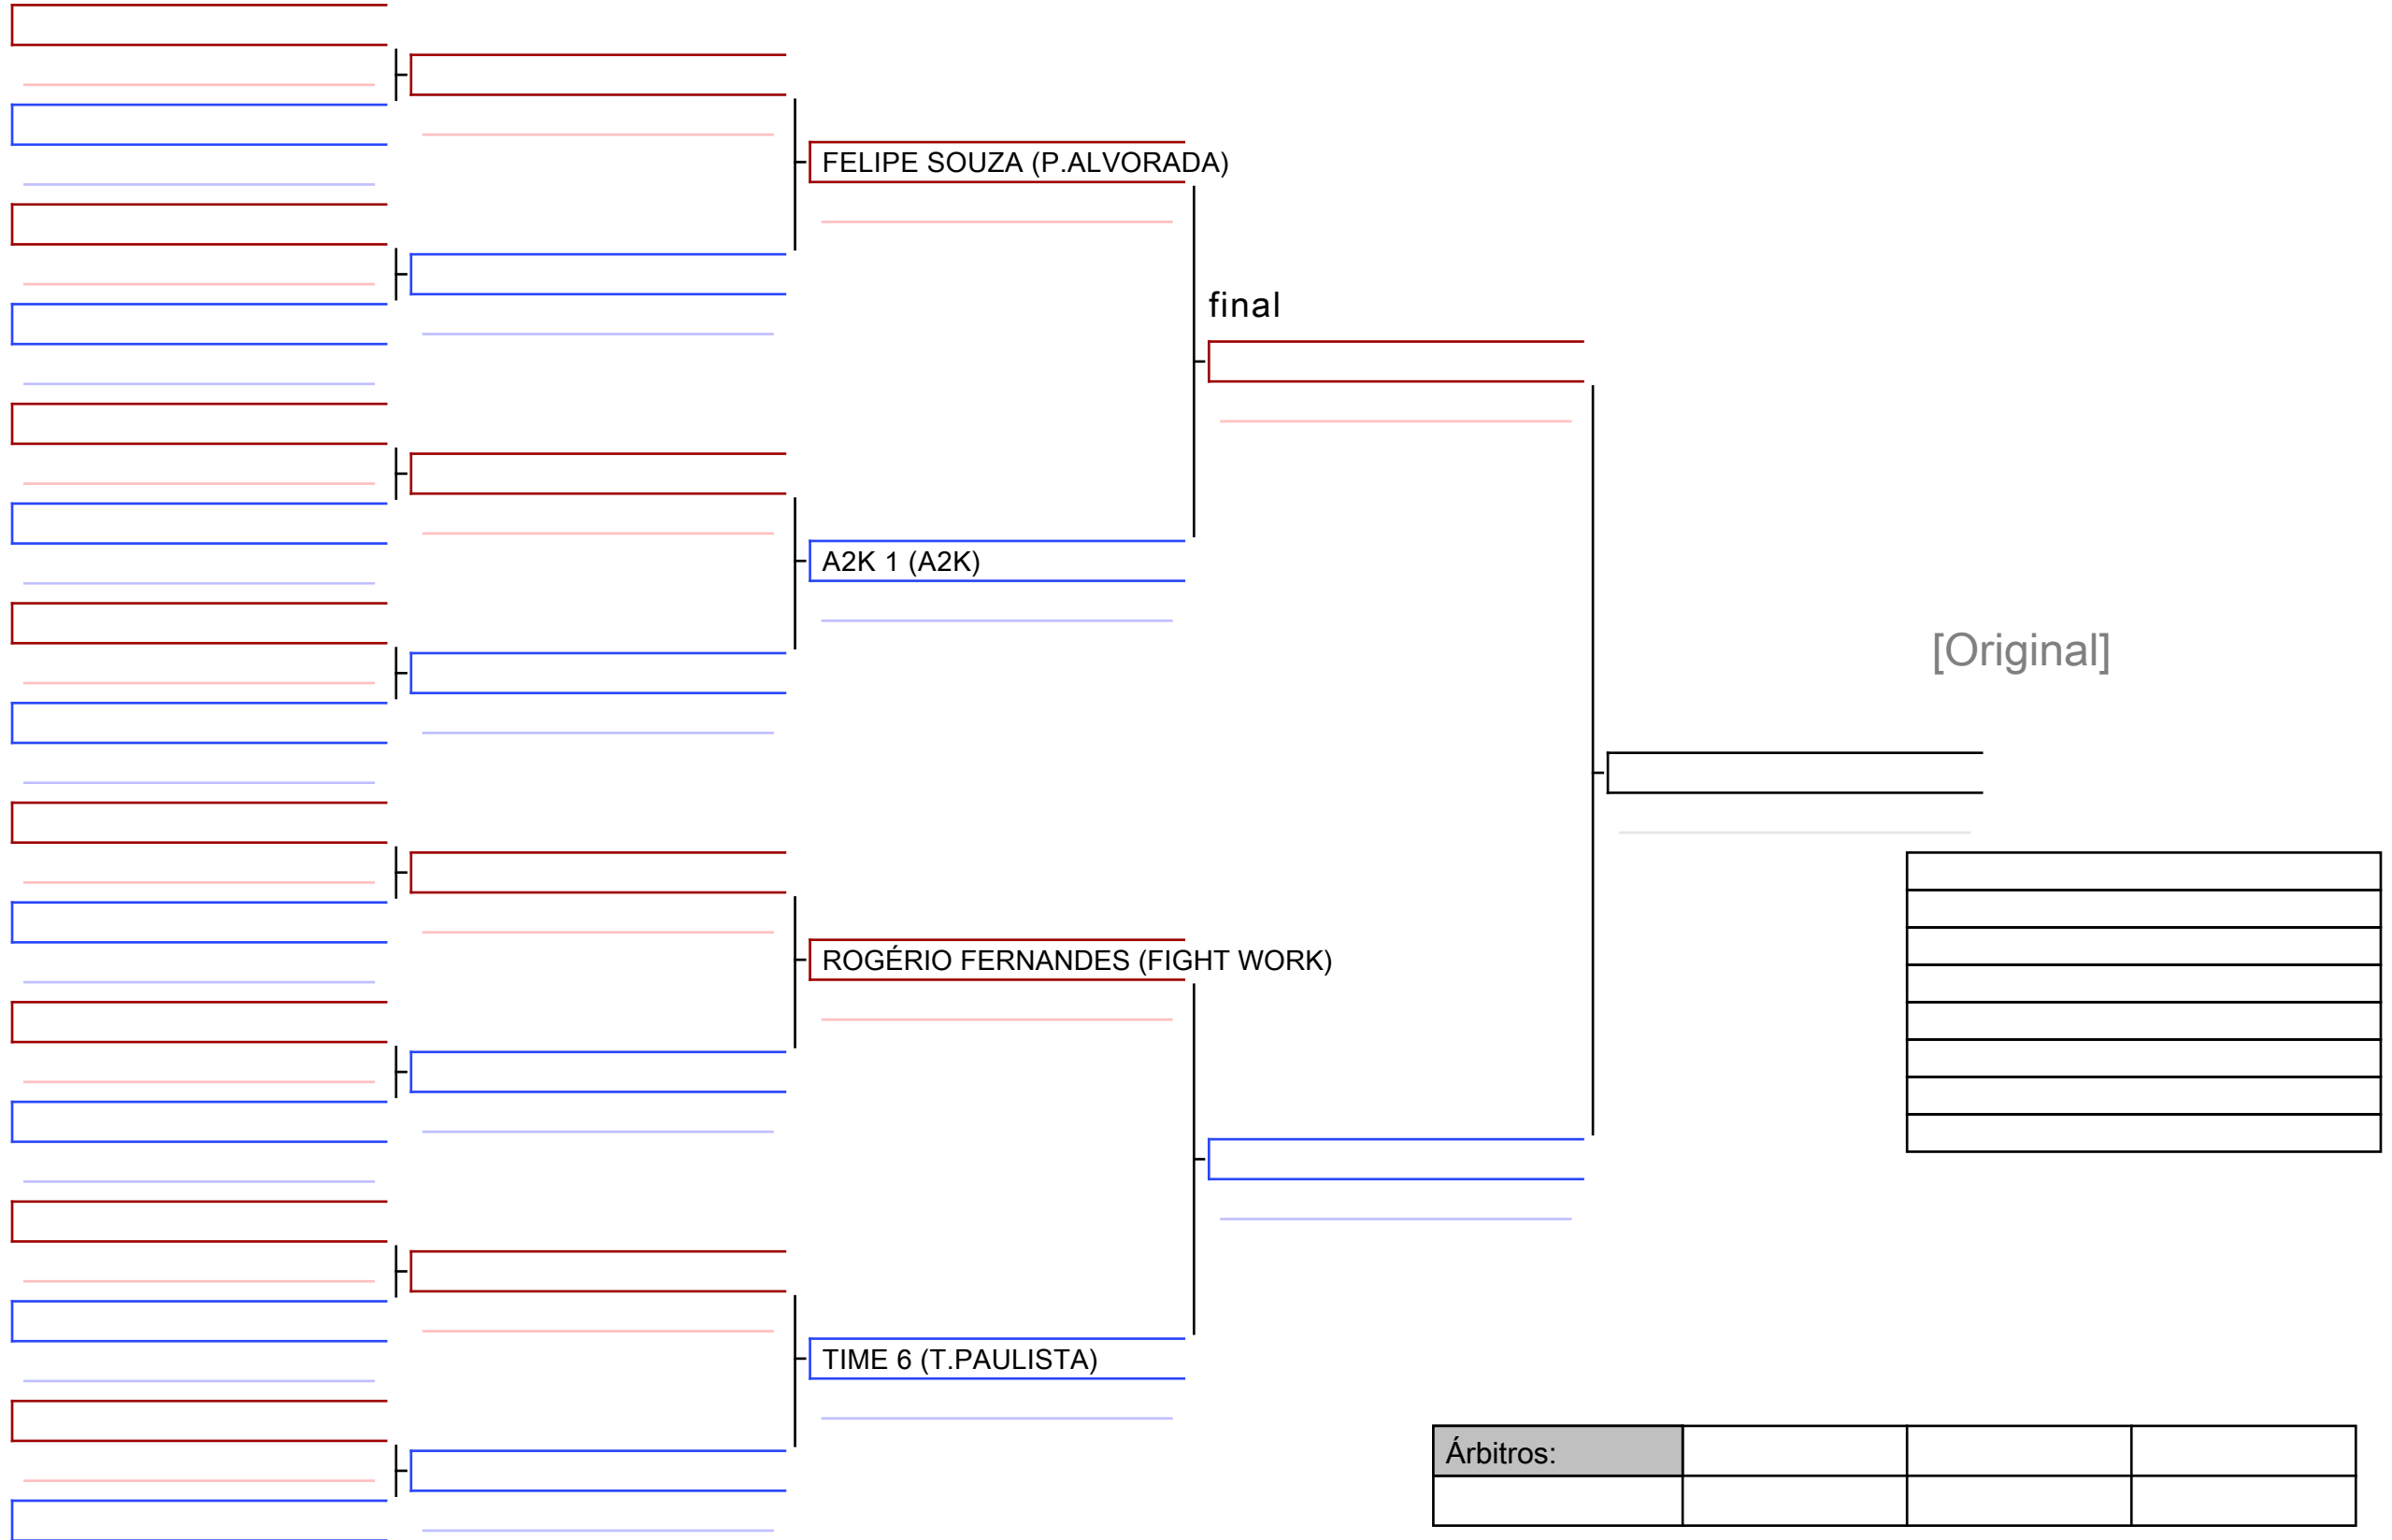 FELIPE SOUZA (P.ALVORADA)
final
A2K 1 (A2K)
[Original]
ROGÉRIO FERNANDES (FIGHT WORK)
TIME 6 (T.PAULISTA)
Árbitros: